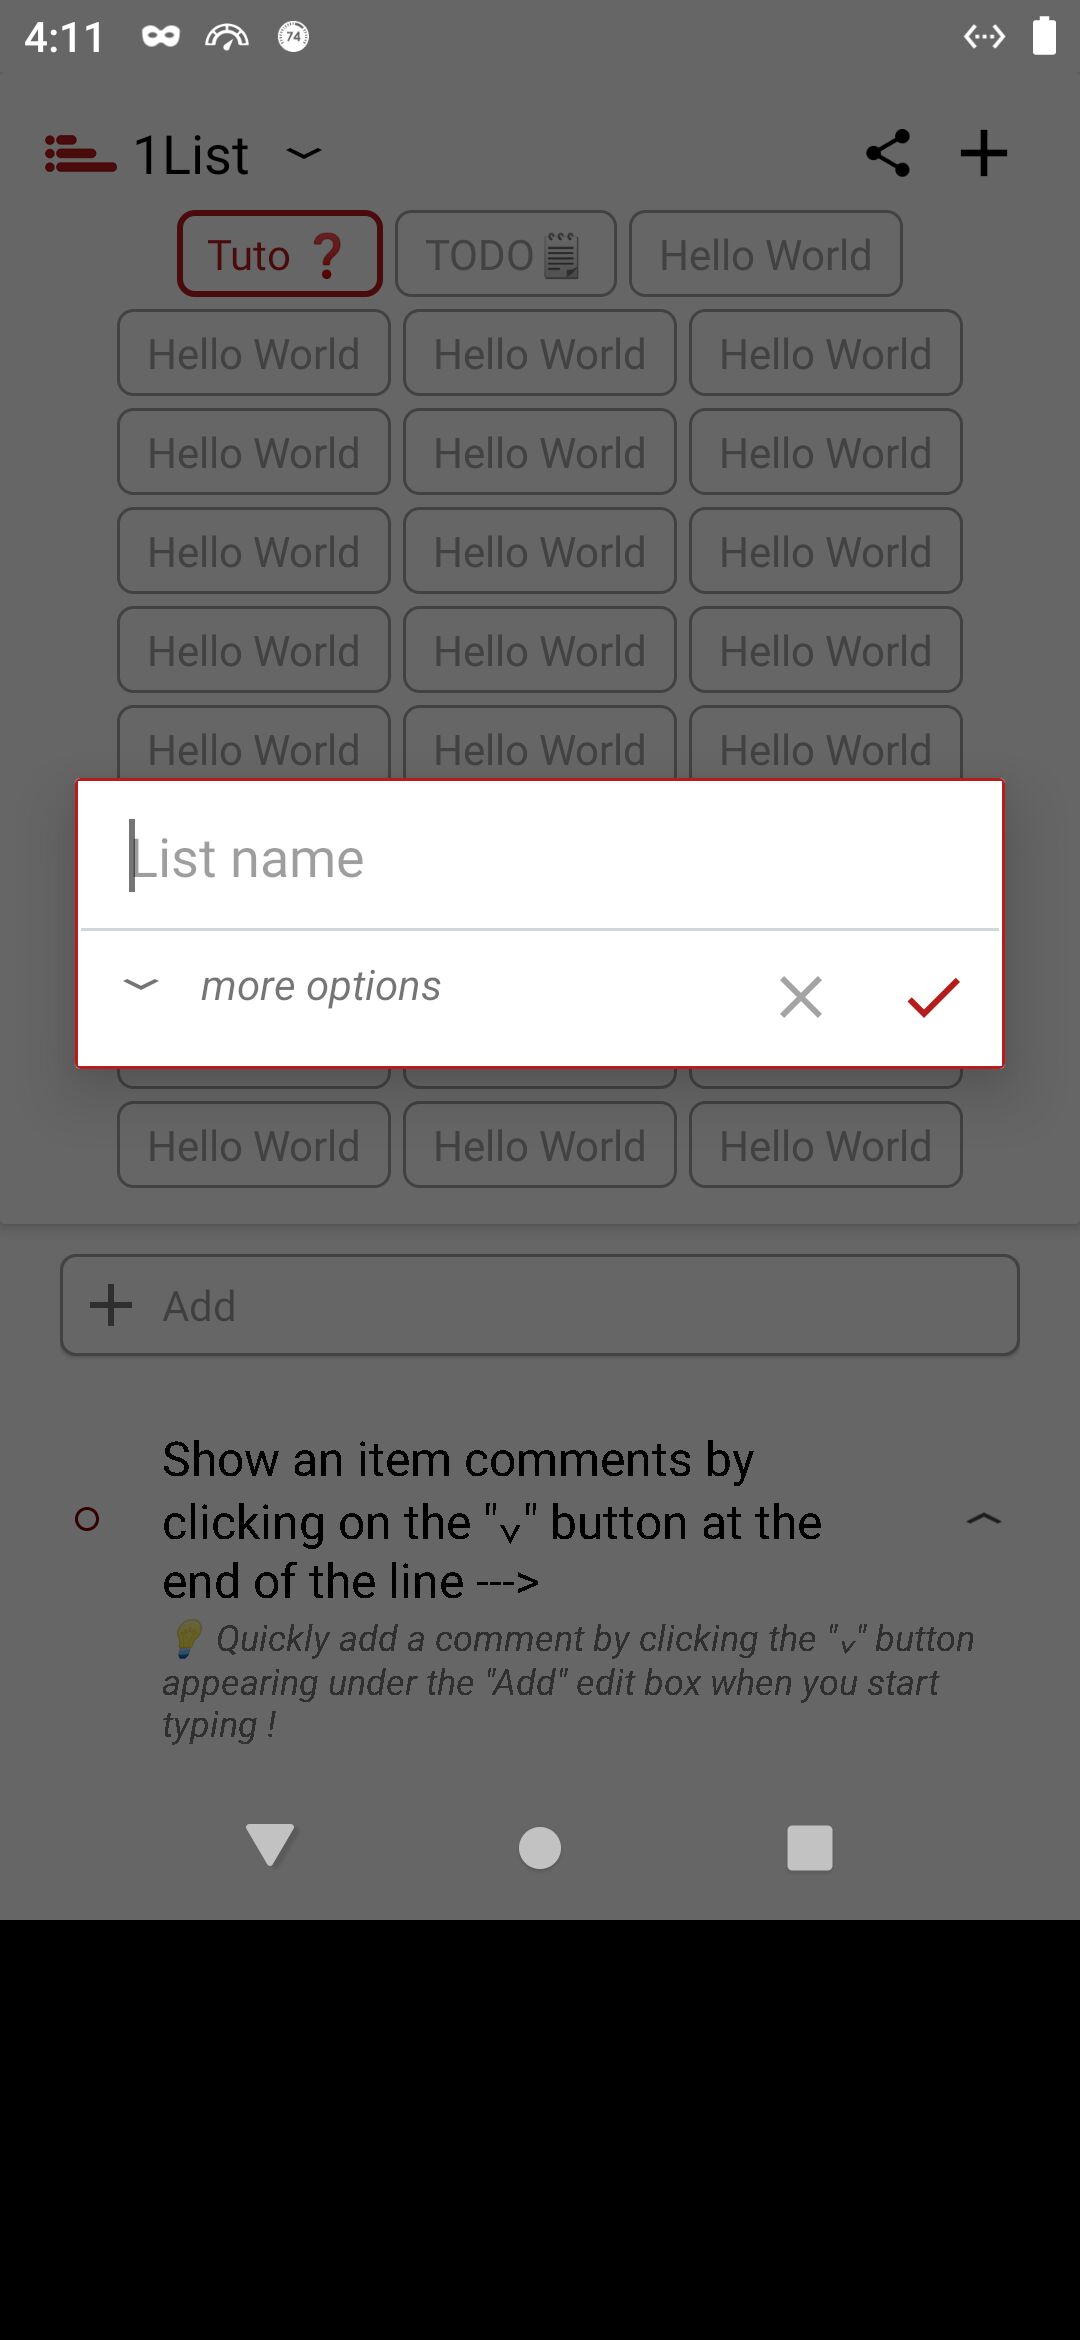 4:11
74
1List
Tuto ❓ TODO Hello World
Hello World Hello World Hello World
Hello World Hello World Hello World
Hello World Hello World Hello World
Hello World Hello World Hello World
Hello World Hello World Hello World
List name
more options
Hello World Hello World Hello World
Add
Show an item comments by
clicking on the "˅" button at the
end of the line --->
💡 Quickly add a comment by clicking the "˅" button
appearing under the "Add" edit box when you start
typing !